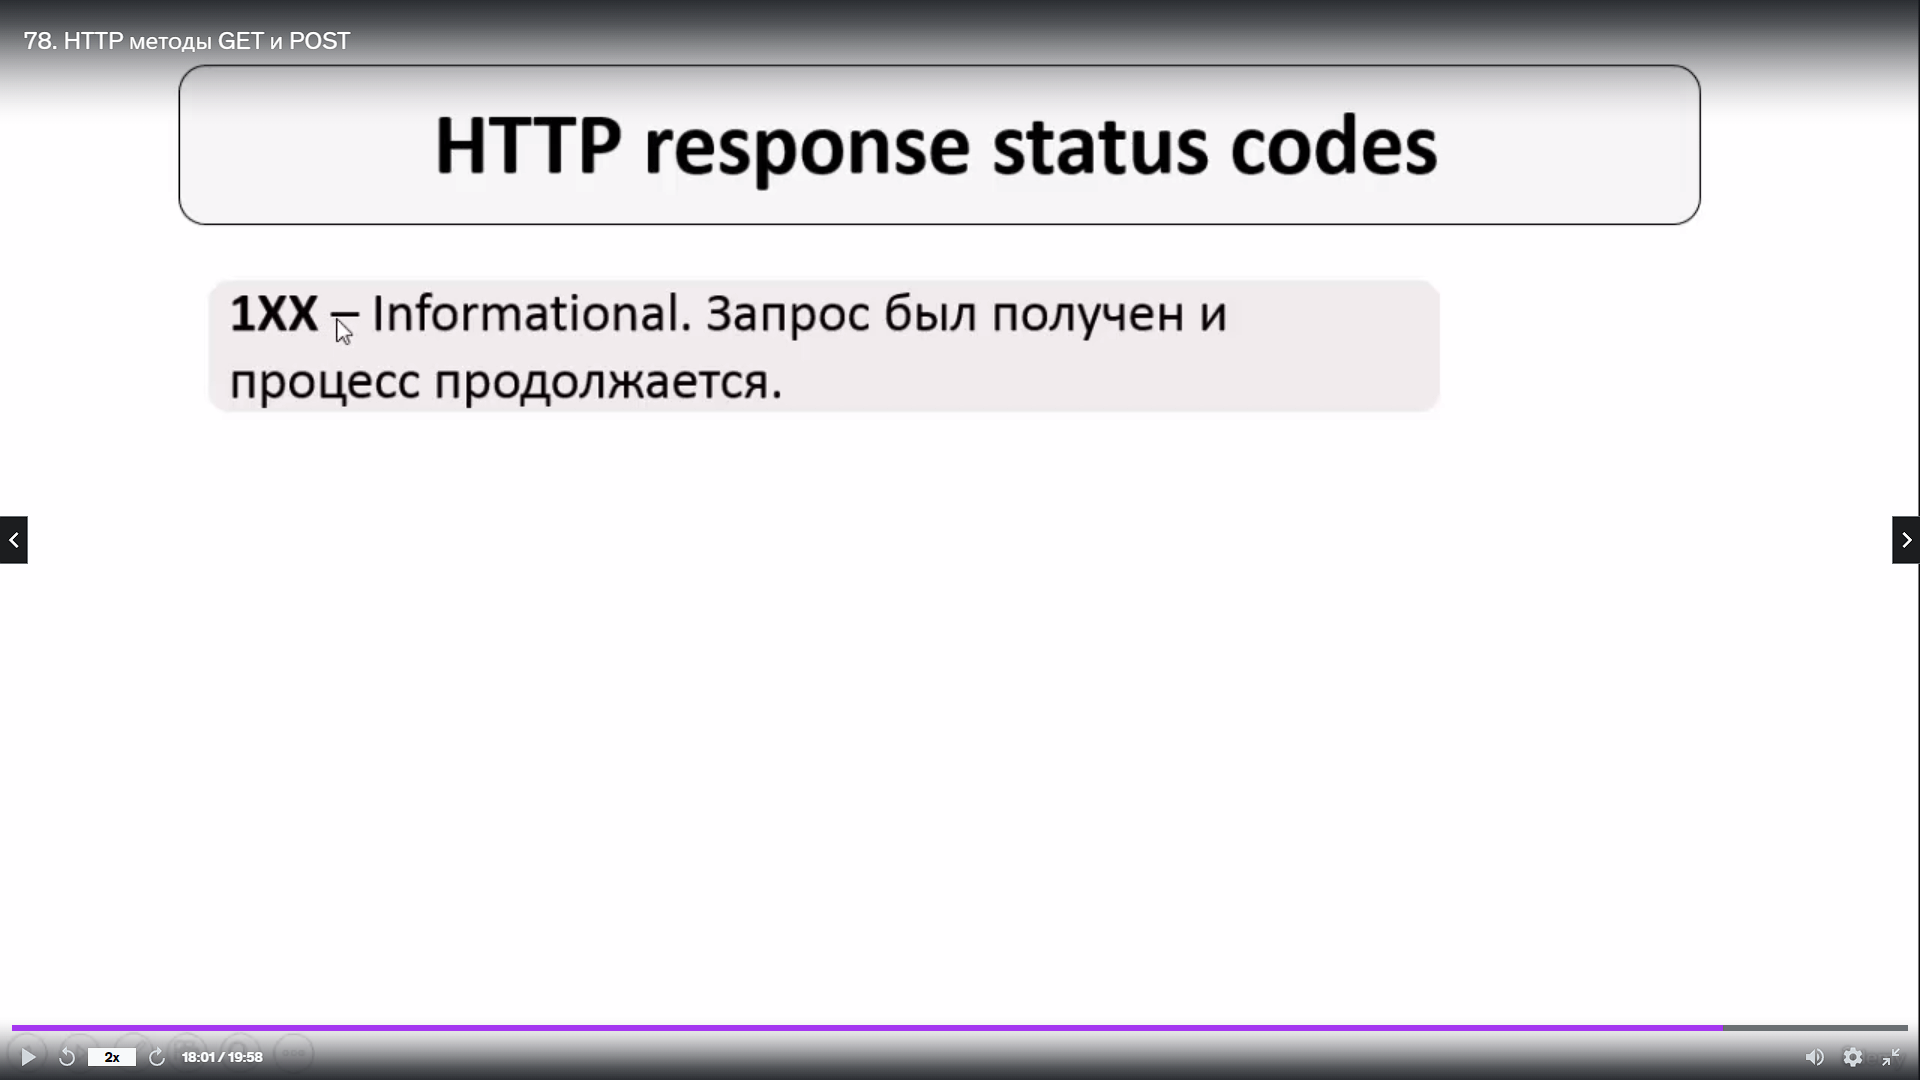 78. HTTP методы GET и POST
HTTP response status codes
1XX – Informational. Запрос был получен и
процесс продолжается.
2x
18:01 / 19:58